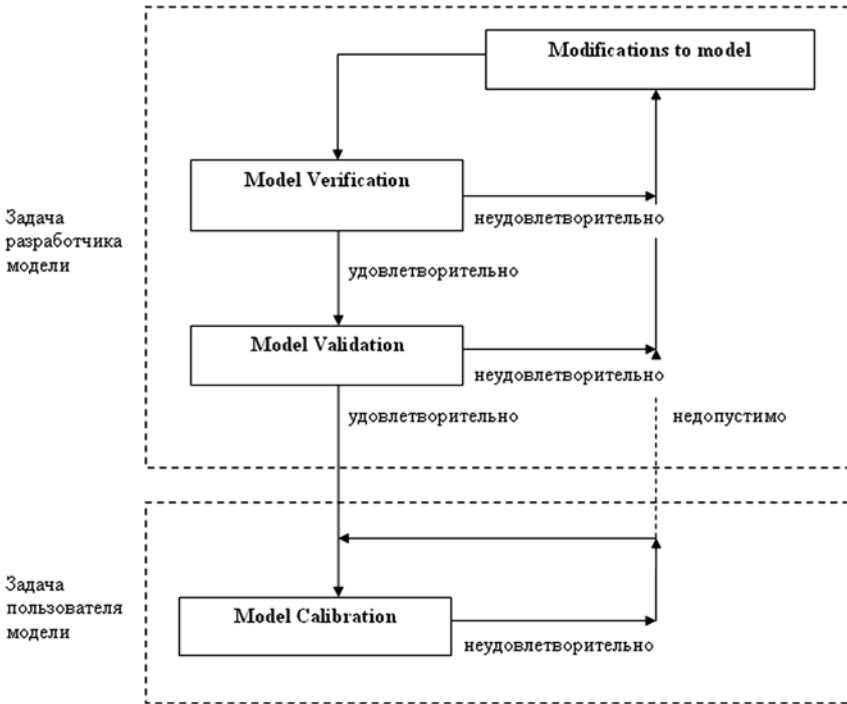 Modifications to model
Model Verification
неудовлетворительно
Задача
разработчика
модели
удовлетворительно
Model Validation
неудовлетворительно
удовлетворительно
недопустимо
Задача
пользователя
модели
Model Calibration
неудовлетворительно